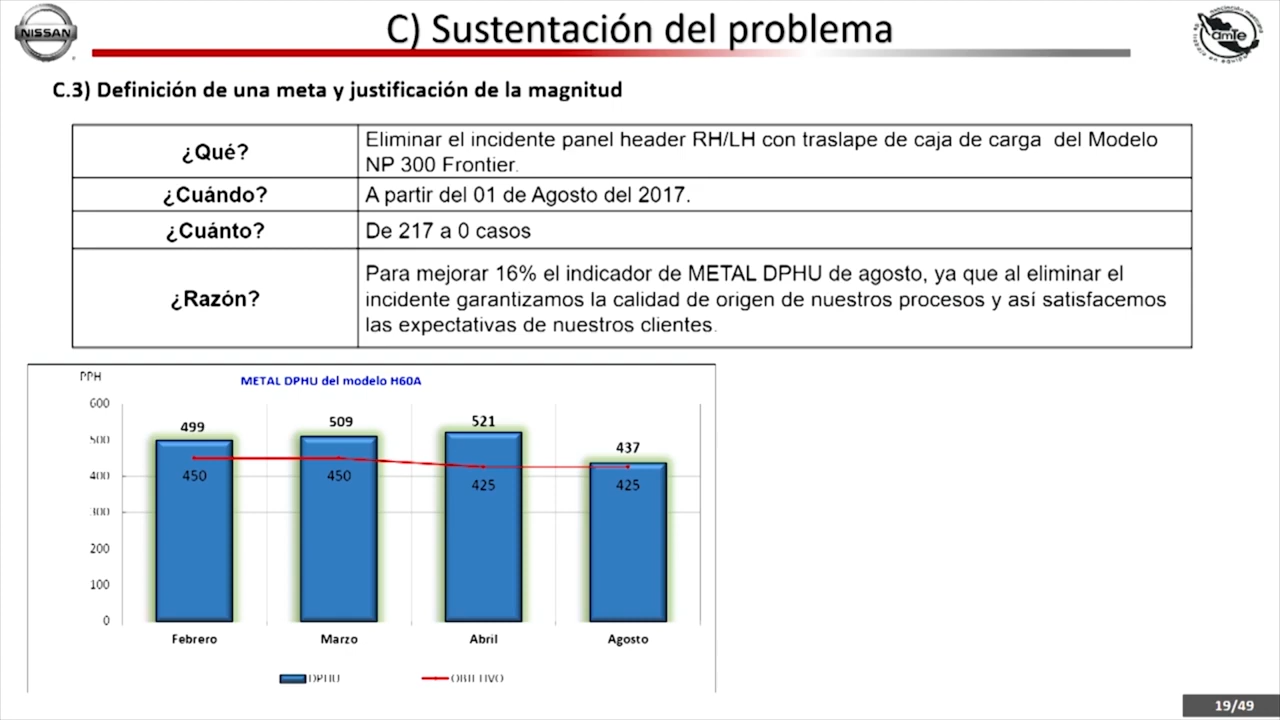 C) Sustentación del problema
NISSAN
amte
C.3) Definición de una meta y justificación de la magnitud
¿Qué?
Eliminar el incidente panel header RH/LH con traslape de caja de carga del Modelo
NP 300 Frontier.
¿Cuándo?
A partir del 01 de Agosto del 2017.
¿Cuánto?
De 217 a 0 casos
¿Razón?
Para mejorar 16% el indicador de METAL DPHU de agosto, ya que al eliminar el
incidente garantizamos la calidad de origen de nuestros procesos y así satisfacemos
las expectativas de nuestros clientes.
PPH
METAL DPHU del modelo H60A
600
500
400
300
200
100
0
499
509
521
437
450
450
425
425
Febrero
Marzo
Abril
Agosto
DPHU
OBJETIVO
19/49